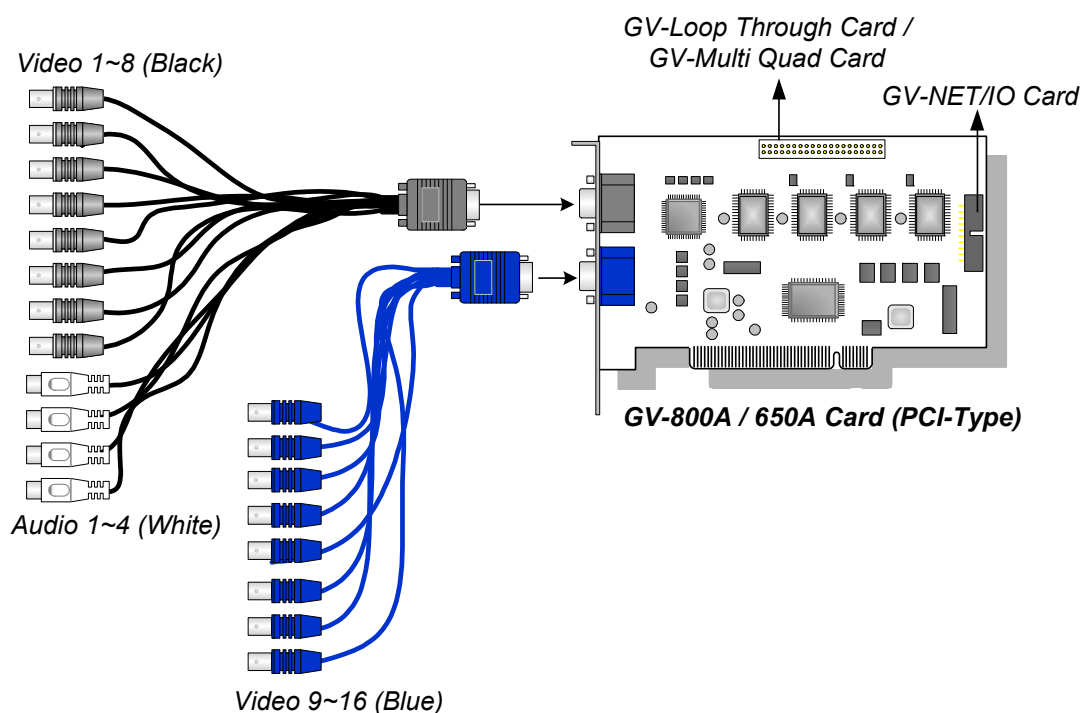 GV-Loop Through Card /
GV-Multi Quad Card
Video 1~8 (Black)
GV-NET/IO Card
GV-800A / 650A Card (PCI-Type)
Audio 1~4 (White)
Video 9~16 (Blue)